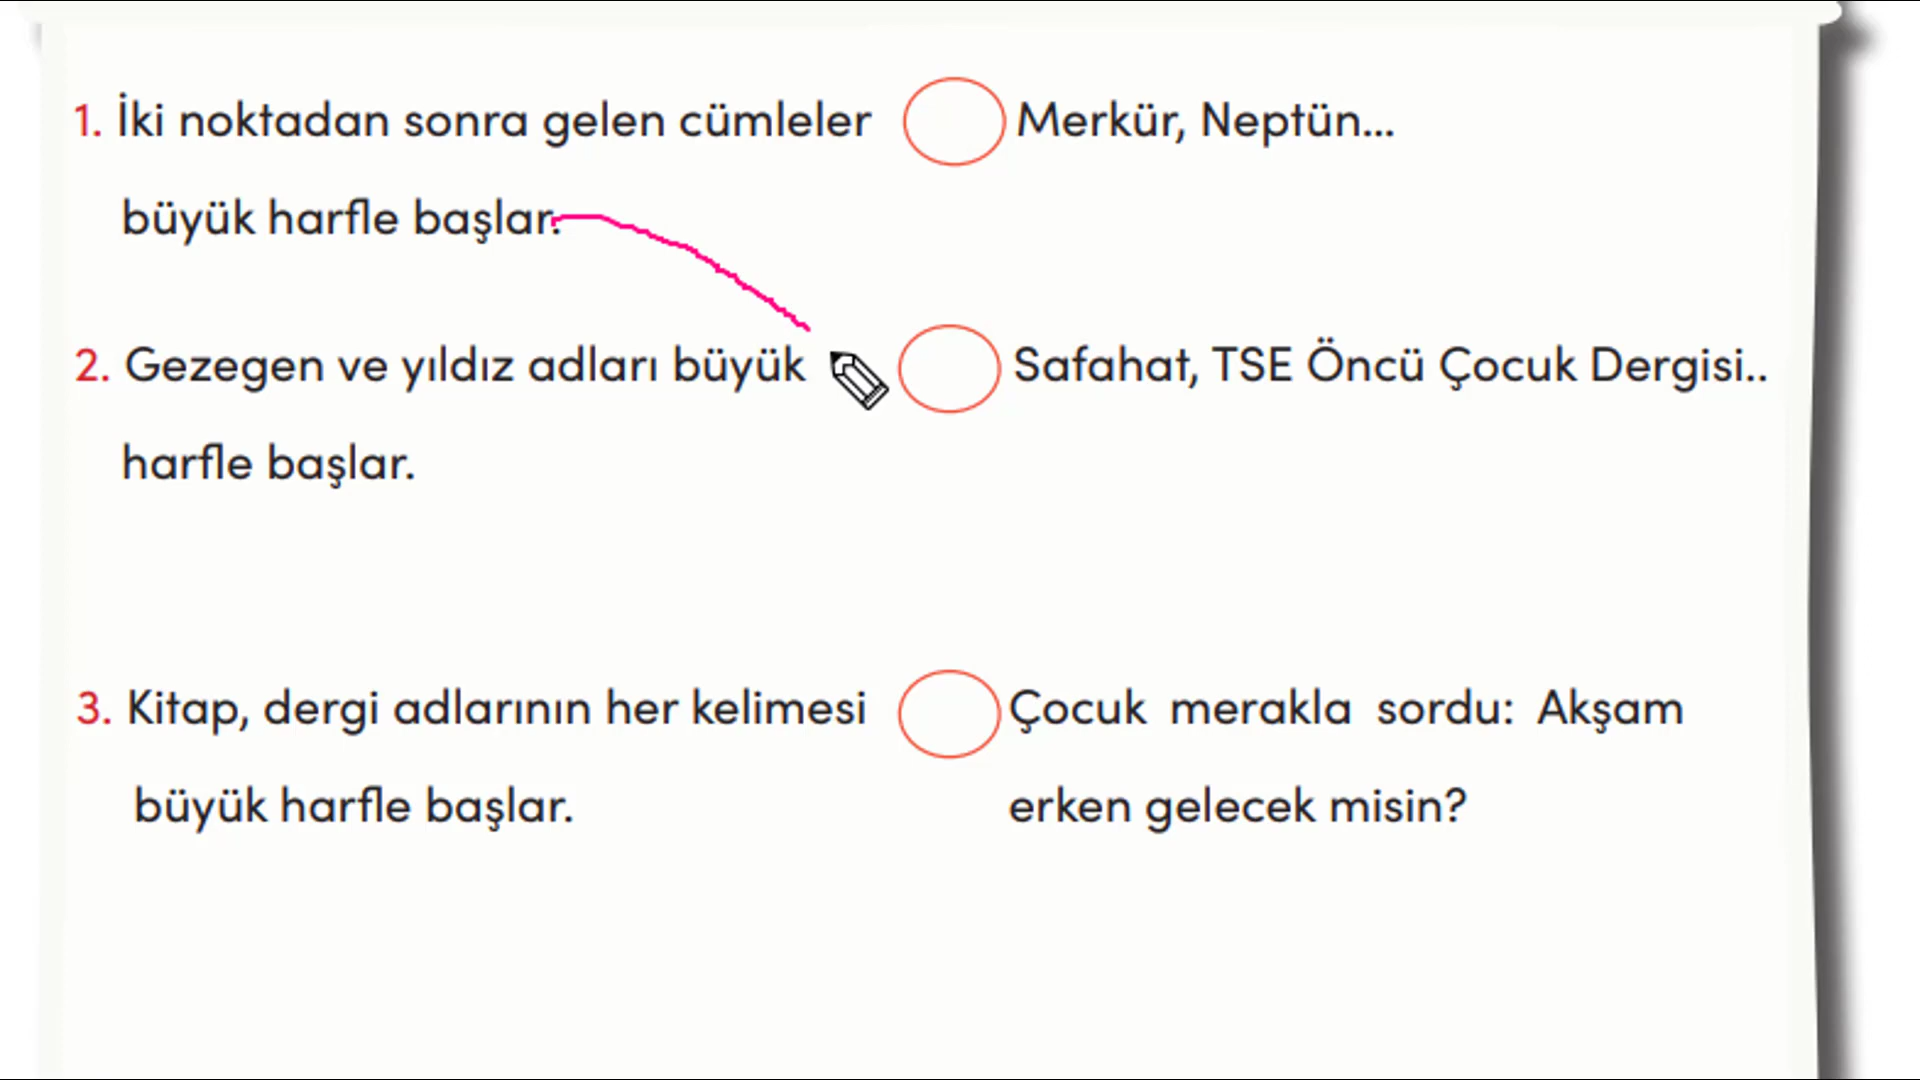 1. İki noktadan sonra gelen cümleler
büyük harfle başlar.
Merkür, Neptün...
2. Gezegen ve yıldız adları büyük
harfle başlar.
Safahat, TSE Öncü Çocuk Dergisi..
3. Kitap, dergi adlarının her kelimesi
büyük harfle başlar.
Çocuk merakla sordu: Akşam
erken gelecek misin?